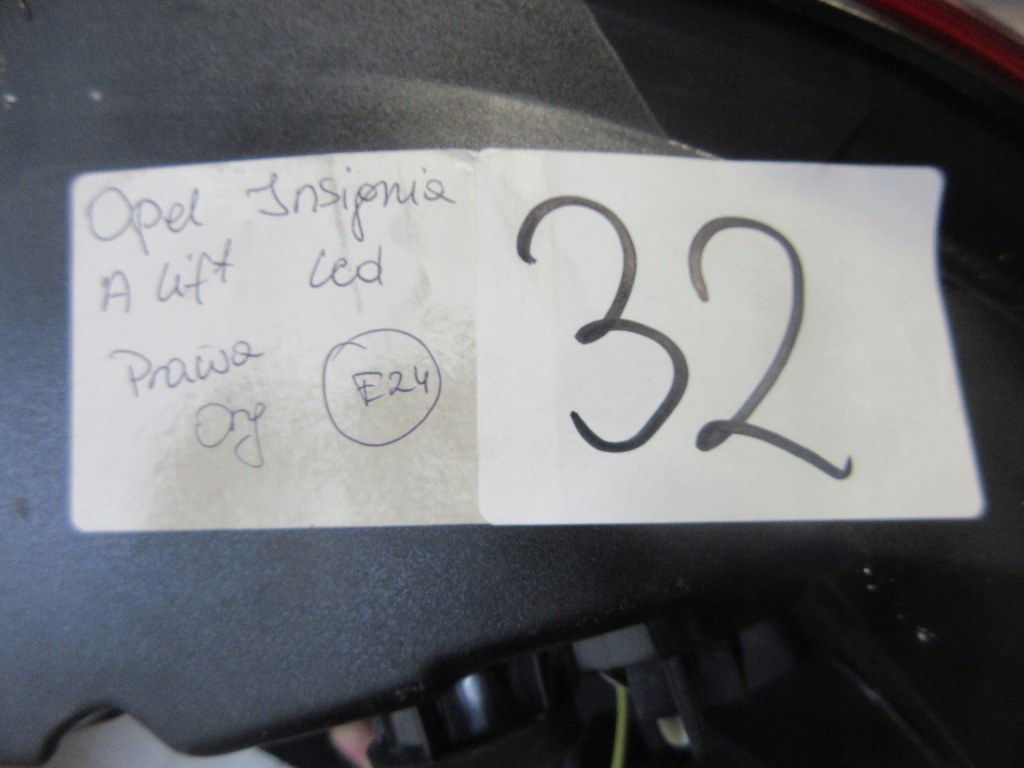 Opel Insignia
A lift led
Prawa
Org
E24
32